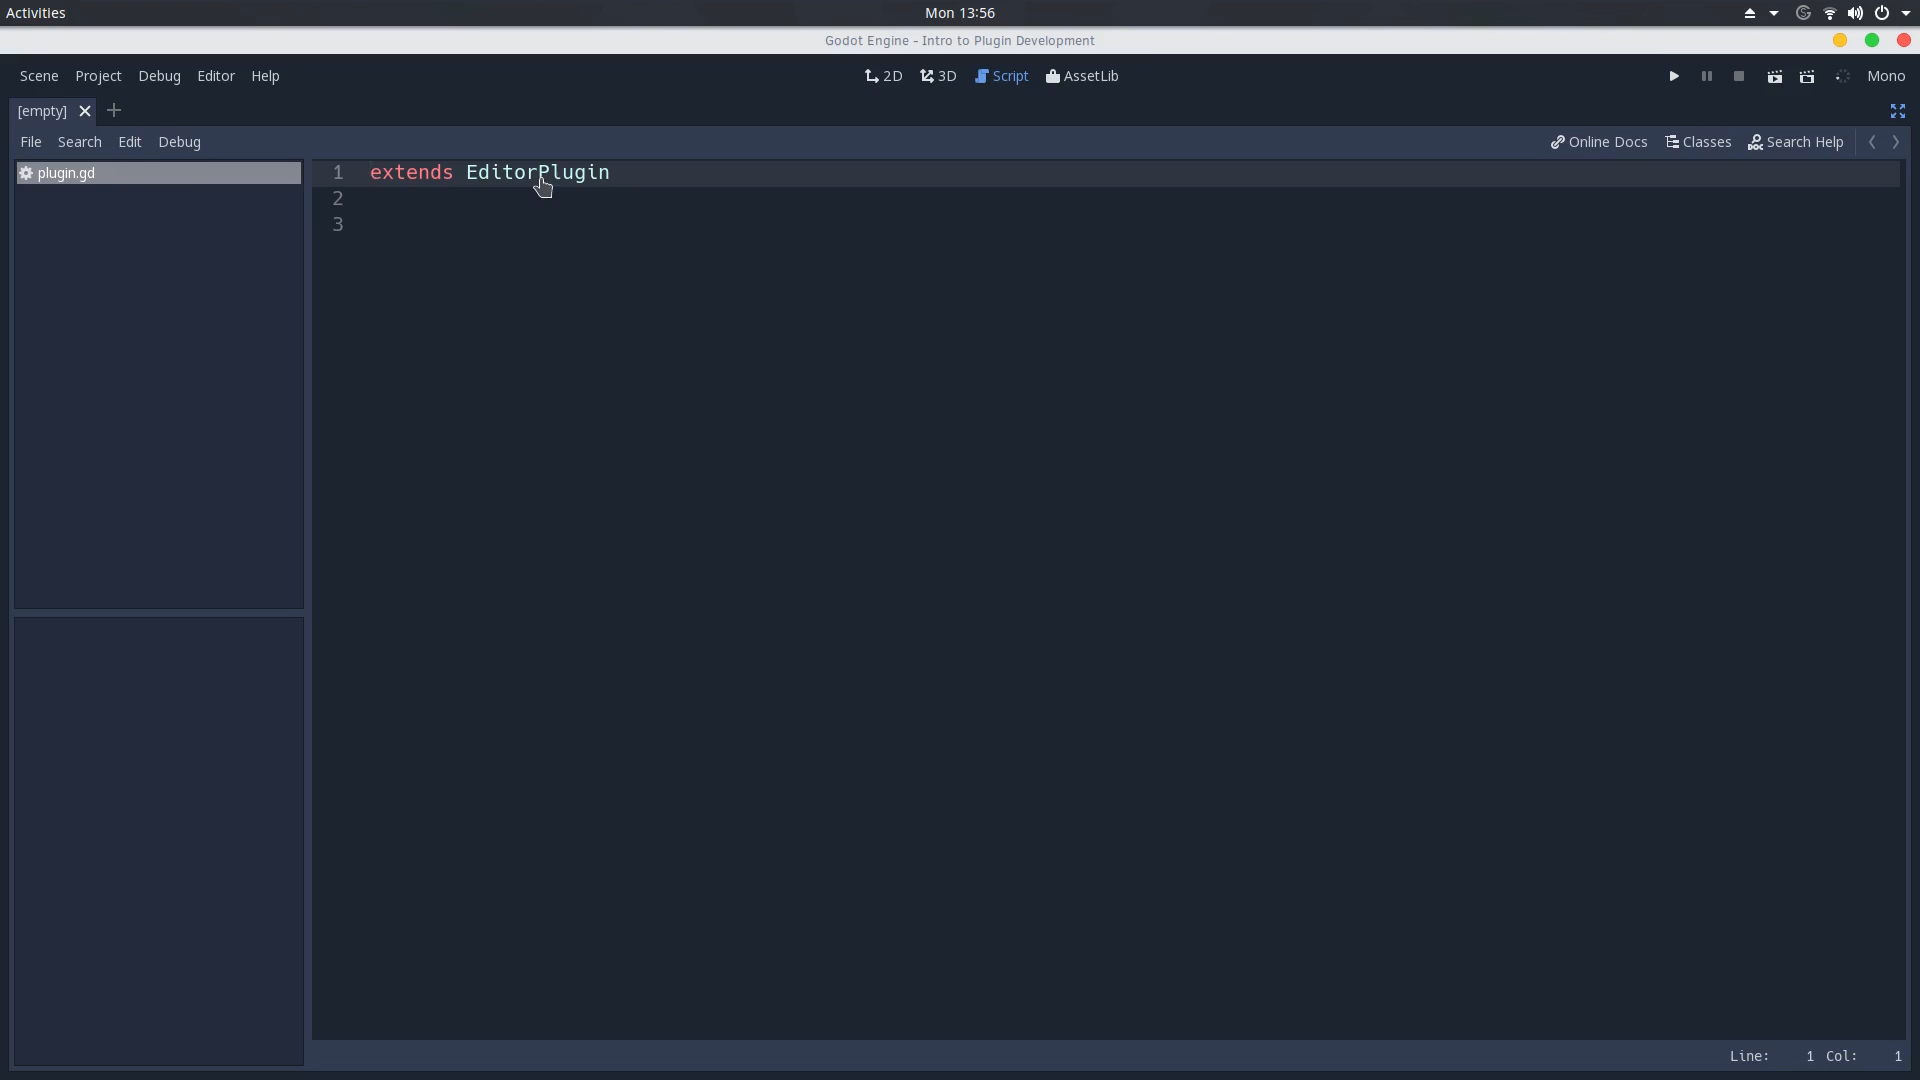 Activities
Mon 13:56
Godot Engine - Intro to Plugin Development
Scene Project Debug Editor Help
2D 3D Script AssetLib
Mono
[empty]
File Search Edit Debug
Online Docs Classes Search Help
plugin.gd
1 extends EditorPlugin
2
3
Line: 1 Col: 1